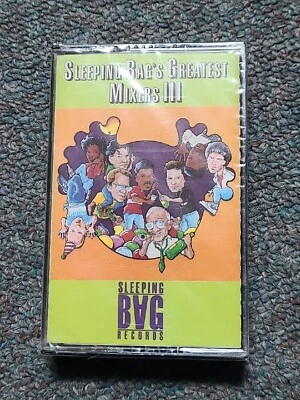 SLEEPING BAG'S GREATEST
MIXERS III
SLEEPING
BAG
RECORDS